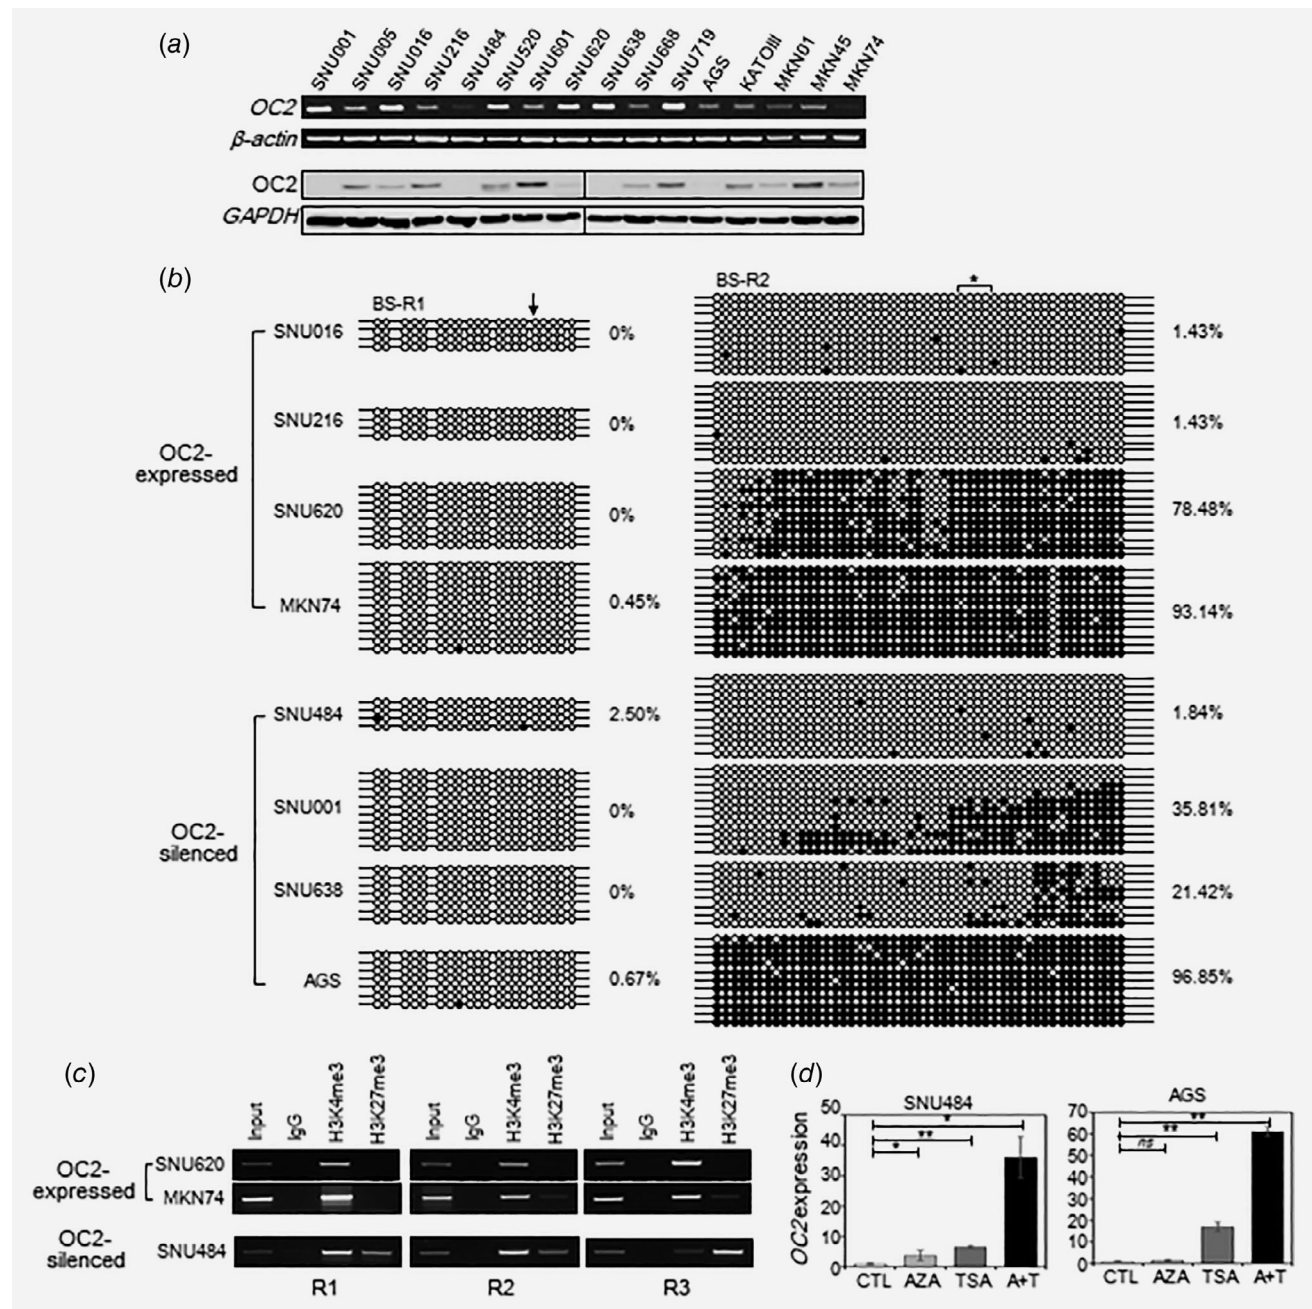 (a)
SNU001 SNU005 SNU016 SNU216 SNU484 SNU520 SNU601 SNU620 SNU638 SNU668 SNU719 AGS KATOIII MKN01 MKN45 MKN74
OC2
β-actin
OC2
GAPDH
(b)
BS-R1
BS-R2
*
SNU016 0% 1.43%
SNU216 0% 1.43%
OC2-
expressed
SNU620 0% 78.48%
MKN74 0.45% 93.14%
SNU484 2.50% 1.84%
SNU001 0% 35.81%
OC2-
silenced
SNU638 0% 21.42%
AGS 0.67% 96.85%
(c)
Input IgG H3K4me3 H3K27me3 Input IgG H3K4me3 H3K27me3 Input IgG H3K4me3 H3K27me3
OC2-
expressed
SNU620
MKN74
OC2-
silenced
SNU484
R1 R2 R3
(d)
SNU484
OC2expression
50
40
30
20
10
0
*
**
*
CTL AZA TSA A+T
AGS
70
60
50
40
30
20
10
0
**
**
ns
CTL AZA TSA A+T